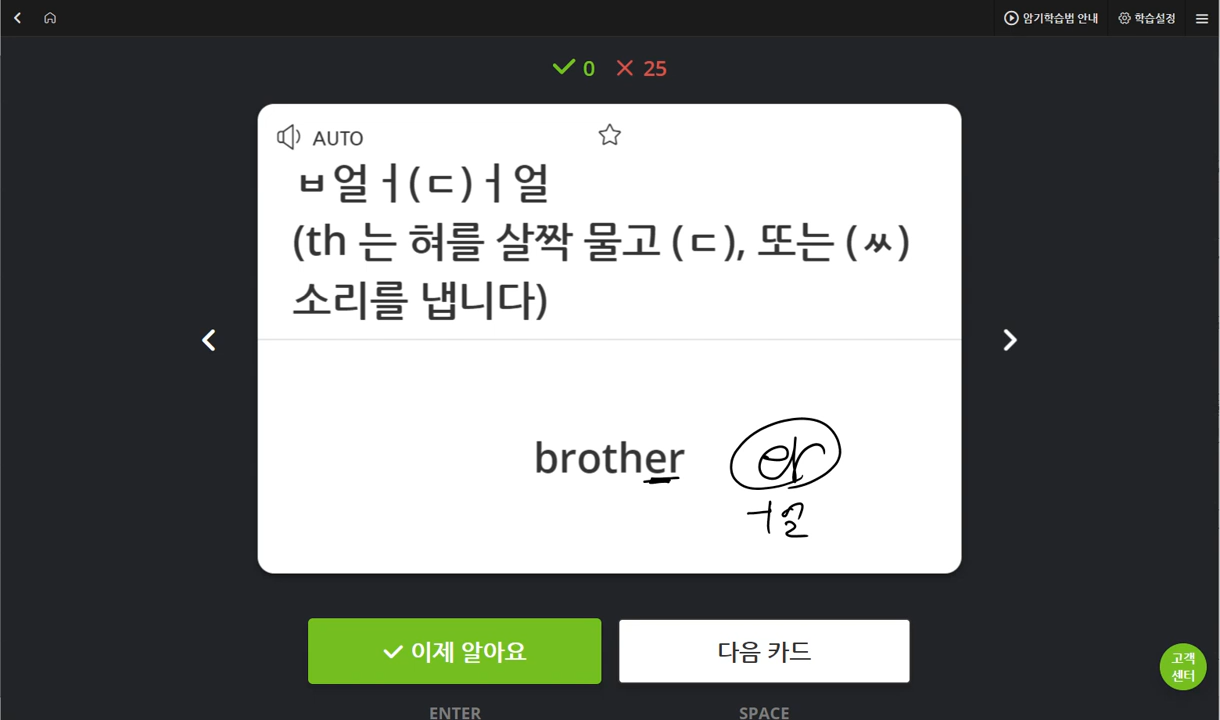 암기학습법 안내
학습설정
0
25
AUTO
ㅂ얼ㅓ(ㄷ)ㅓ얼
(th 는 혀를 살짝 물고 (ㄷ), 또는 (ㅆ)
소리를 냅니다)
brother
er
ㅓ얼
이제 알아요
다음 카드
고객
센터
ENTER
SPACE